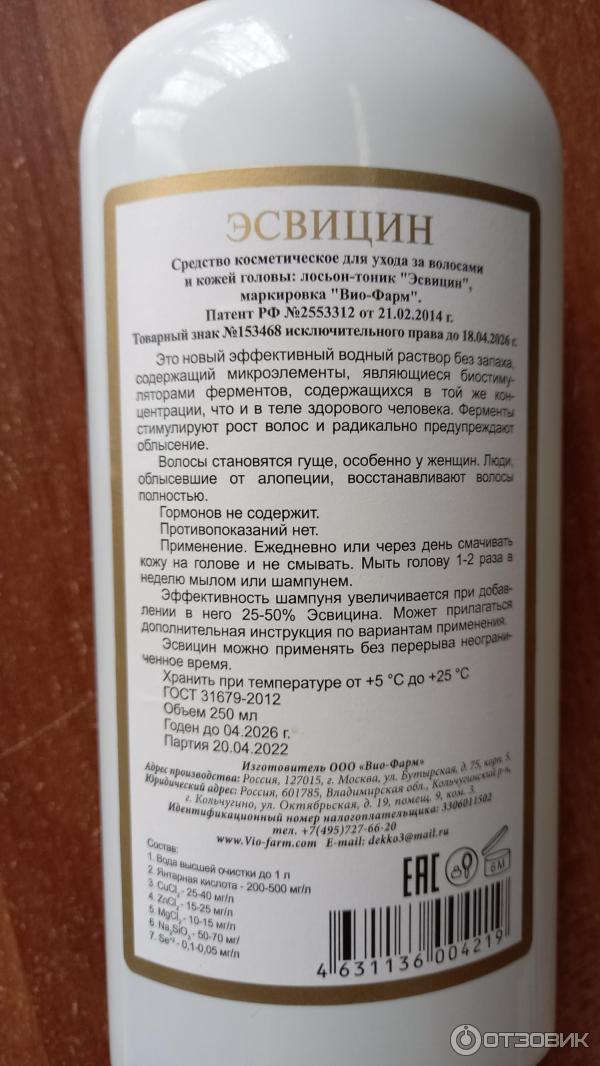 ЭСВИЦИН
Средство косметическое для ухода за волосами
и кожей головы: лосьон-тоник "Эсвицин",
маркировка "Вио-Фарм".
Патент РФ №2553312 от 21.02.2014 г.
Товарный знак №153468 исключительного права до 18.04.2026 г.
Это новый эффективный водный раствор без запаха,
содержащий микроэлементы, являющиеся биостиму-
ляторами ферментов, содержащихся в той же кон-
центрации, что и в теле здорового человека. Ферменты
стимулируют рост волос и радикально предупреждают
облысение.
Волосы становятся гуще, особенно у женщин. Люди,
облысевшие от алопеции, восстанавливают волосы
полностью.
Гормонов не содержит.
Противопоказаний нет.
Применение. Ежедневно или через день смачивать
кожу на голове и не смывать. Мыть голову 1-2 раза в
неделю мылом или шампунем.
Эффективность шампуня увеличивается при добав-
лении в него 25-50% Эсвицина. Может прилагаться
дополнительная инструкция по вариантам применения.
Эсвицин можно применять без перерыва неограни-
ченное время.
Хранить при температуре от +5 °С до +25 °С
ГОСТ 31679-2012
Объем 250 мл
Годен до 04.2026 г.
Партия 20.04.2022
Изготовитель ООО «Вио-Фарм»
Адрес производства: Россия, 127015, г. Москва, ул. Бутырская, д. 75, корп. 5.
Юридический адрес: Россия, 601785, Владимирская обл., Кольчугинский р-н,
г. Кольчугино, ул. Октябрьская, д. 19, помещ. 9, ком. 3.
Идентификационный номер налогоплательщика: 3306011502
тел. +7(495)727-66-20
www.Vio-farm.com E-mail: dekko3@mail.ru
Состав:
1. Вода высшей очистки до 1 л
2. Янтарная кислота - 200-500 мг/л
3. CuCl₂ - 25-40 мг/л
4. ZnCl₂ - 15-25 мг/л
5. MgCl₂ - 10-15 мг/л
6. Na₂SiO₃ - 50-70 мг/
7. Se⁺⁴ - 0,1-0,05 мг/л
ЕАС
6 М
4 631136 004219
ОТЗОВИК